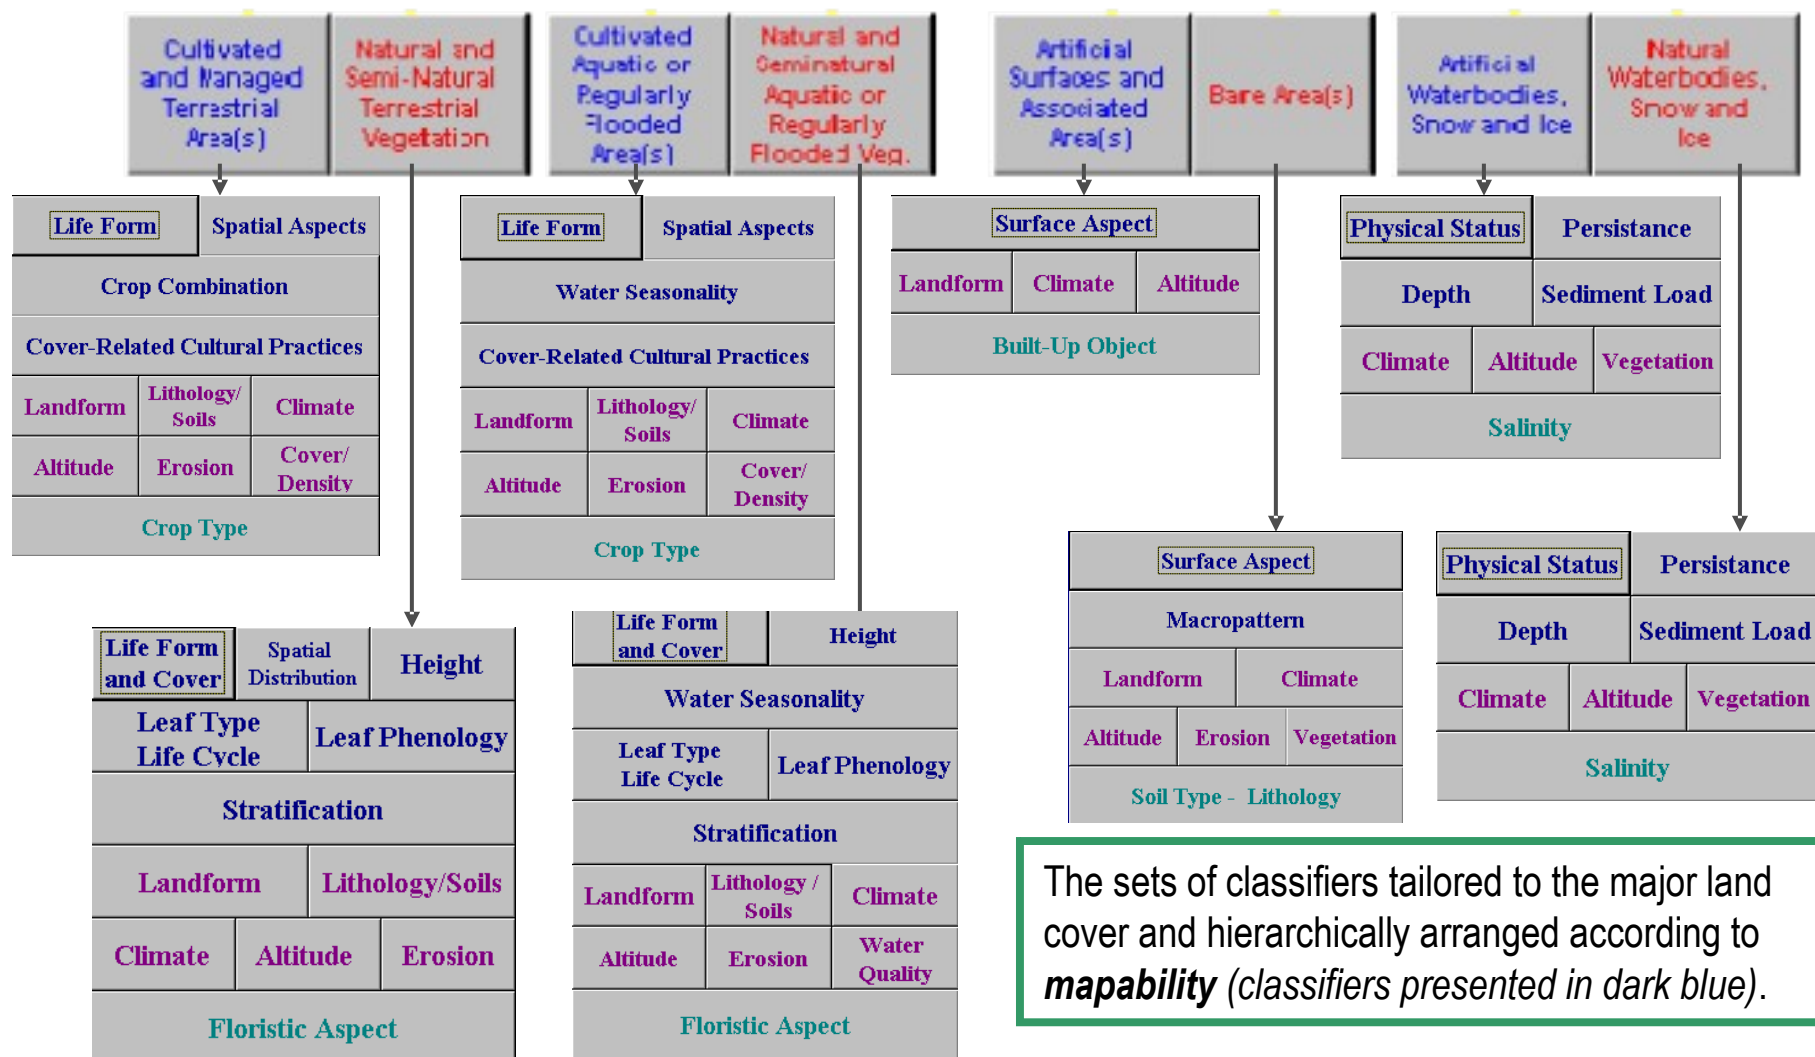 Cultivated
and Managed
Terrestrial
Area(s)
Natural and
Semi-Natural
Terrestrial
Vegetation
Cultivated
Aquatic or
Regularly
Flooded
Area(s)
Natural and
Seminatural
Aquatic or
Regularly
Flooded Veg.
Artificial
Surfaces and
Associated
Area(s)
Bare Area(s)
Artificial
Waterbodies,
Snow and Ice
Natural
Waterbodies,
Snow and
Ice
Life Form
Spatial Aspects
Crop Combination
Cover-Related Cultural Practices
Landform
Lithology/
Soils
Climate
Altitude
Erosion
Cover/
Density
Crop Type
Life Form
Spatial Aspects
Water Seasonality
Cover-Related Cultural Practices
Landform
Lithology/
Soils
Climate
Altitude
Erosion
Cover/
Density
Crop Type
Surface Aspect
Landform
Climate
Altitude
Built-Up Object
Physical Status
Persistance
Depth
Sediment Load
Climate
Altitude
Vegetation
Salinity
Life Form
and Cover
Spatial
Distribution
Height
Leaf Type
Life Cycle
Leaf Phenology
Stratification
Landform
Lithology/Soils
Climate
Altitude
Erosion
Floristic Aspect
Life Form
and Cover
Height
Water Seasonality
Leaf Type
Life Cycle
Leaf Phenology
Stratification
Landform
Lithology /
Soils
Climate
Altitude
Erosion
Water
Quality
Floristic Aspect
Surface Aspect
Macropattern
Landform
Climate
Altitude
Erosion
Vegetation
Soil Type - Lithology
Physical Status
Persistance
Depth
Sediment Load
Climate
Altitude
Vegetation
Salinity
The sets of classifiers tailored to the major land
cover and hierarchically arranged according to
mapability (classifiers presented in dark blue).